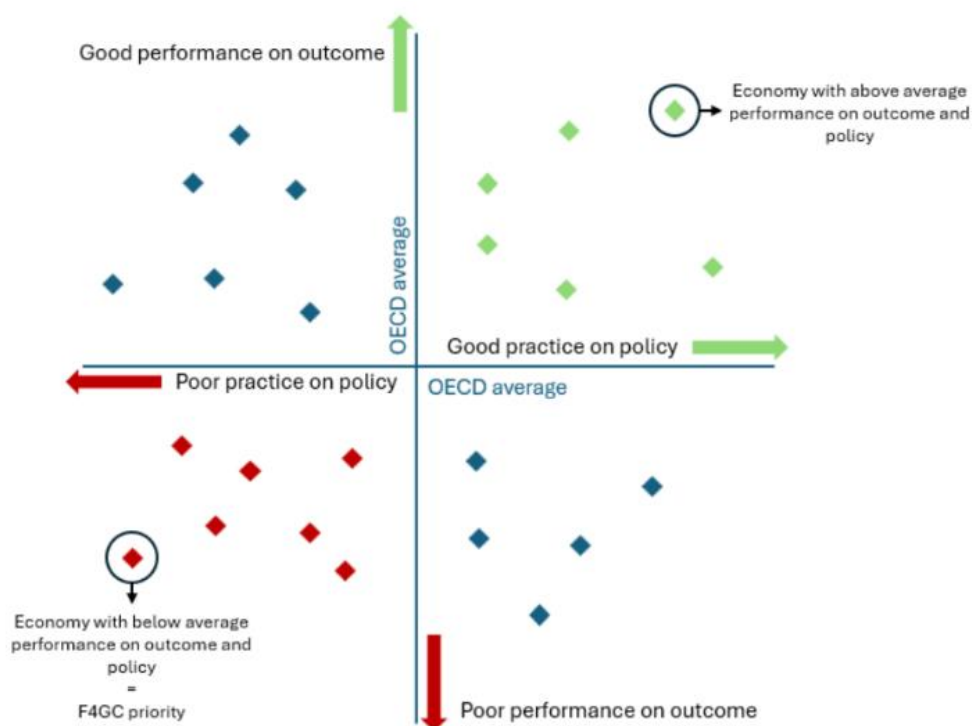 Good performance on outcome
Economy with above average
performance on outcome and
policy
OECD average
Good practice on policy
Poor practice on policy
OECD average
Economy with below average
performance on outcome and
policy
=
F4GC priority
Poor performance on outcome